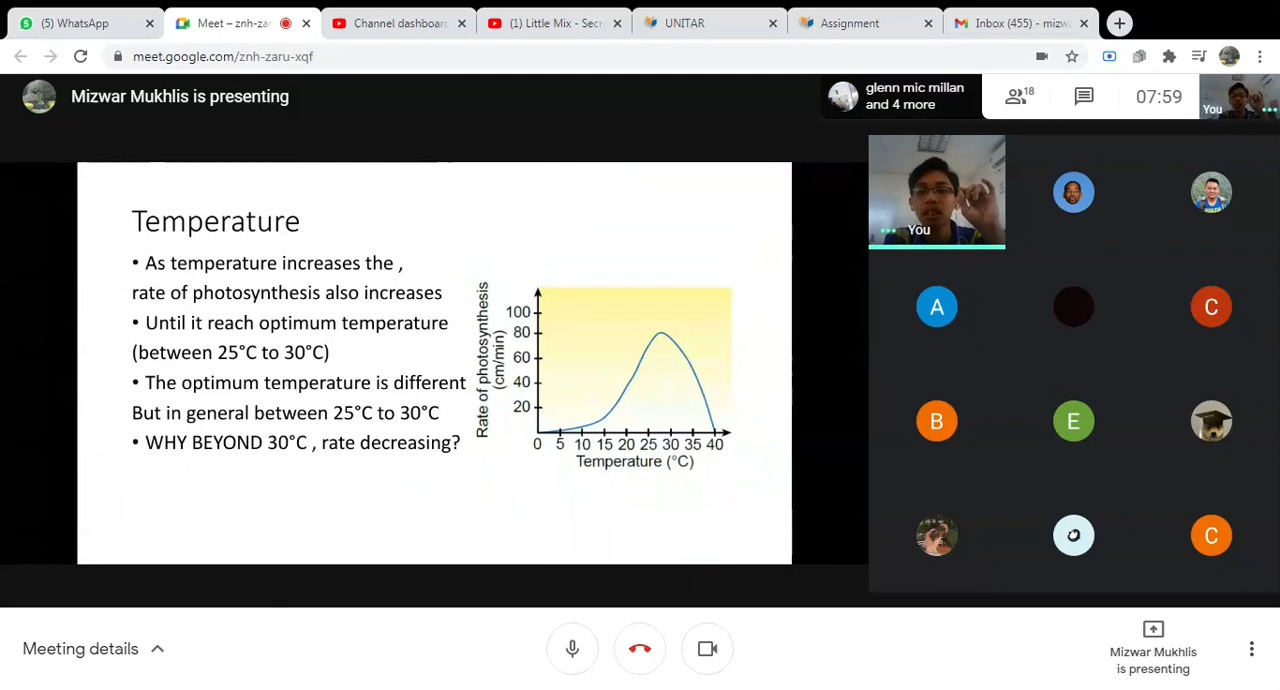 (5) WhatsApp
Meet – znh-zar
Channel dashboard
(1) Little Mix - Secr
UNITAR
Assignment
Inbox (455) - mizw
meet.google.com/znh-zaru-xqf
Mizwar Mukhlis is presenting
glenn mic millan
and 4 more
18
07:59
You
You
Temperature
• As temperature increases the ,
rate of photosynthesis also increases
• Until it reach optimum temperature
(between 25°C to 30°C)
• The optimum temperature is different
But in general between 25°C to 30°C
• WHY BEYOND 30°C , rate decreasing?
Rate of photosynthesis
(cm/min)
100
80
60
40
20
0 5 10 15 20 25 30 35 40
Temperature (°C)
A
C
B
E
C
Meeting details
Mizwar Mukhlis
is presenting